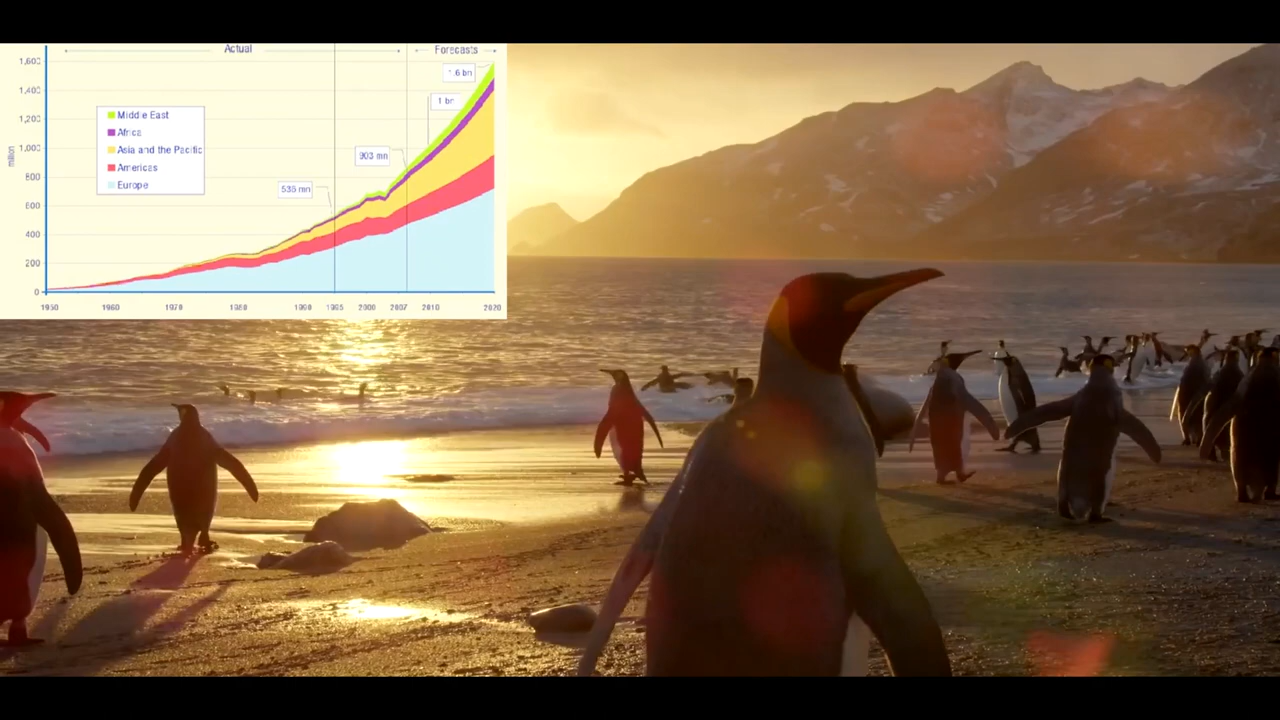 Actual
Forecasts
1,600
1,400
1,200
1,000
800
600
400
200
0
million
1.6 bn
1 bn
903 mn
536 mn
Middle East
Africa
Asia and the Pacific
Americas
Europe
1950 1960 1970 1980 1990 1995 2000 2007 2010 2020